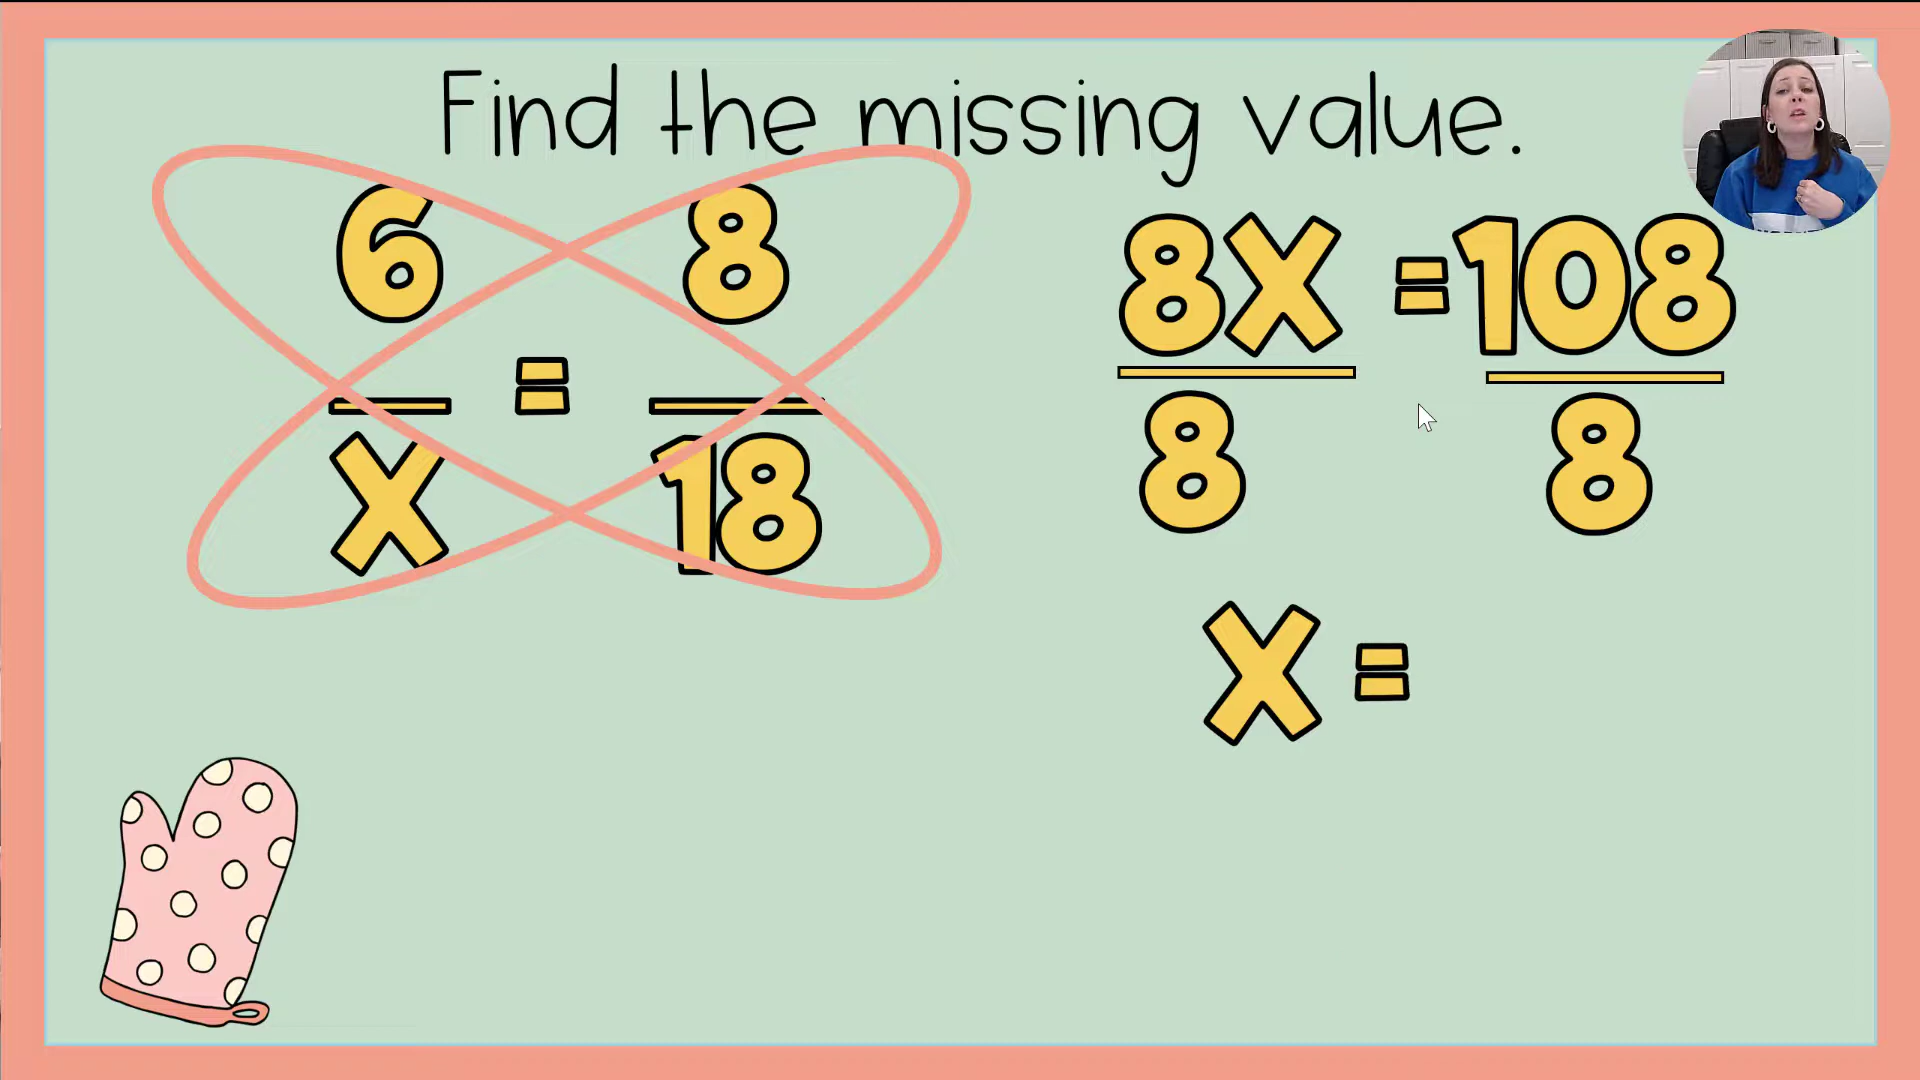 Find the missing value.
6 8
=
X 18
8X =108
8 8
X =